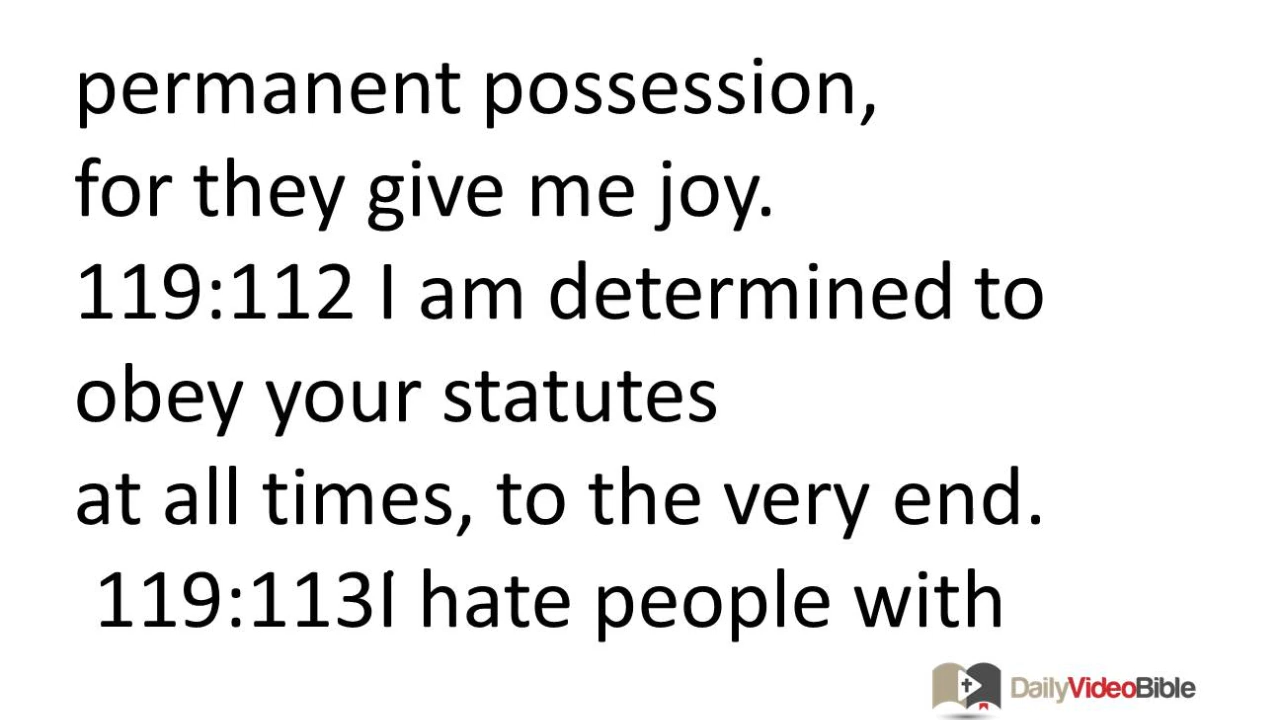 permanent possession,
for they give me joy.
119:112 I am determined to
obey your statutes
at all times, to the very end.
119:113I hate people with
DailyVideoBible